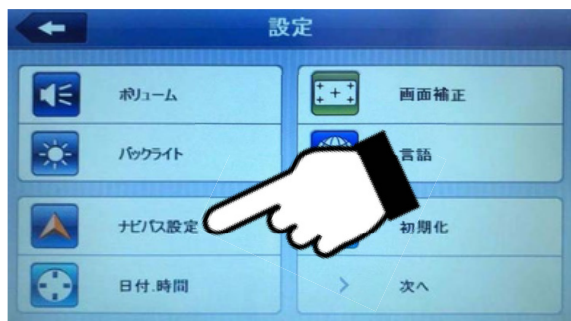 設定
ボリューム
画面補正
バックライト
言語
ナビパス設定
初期化
日付.時間
次へ